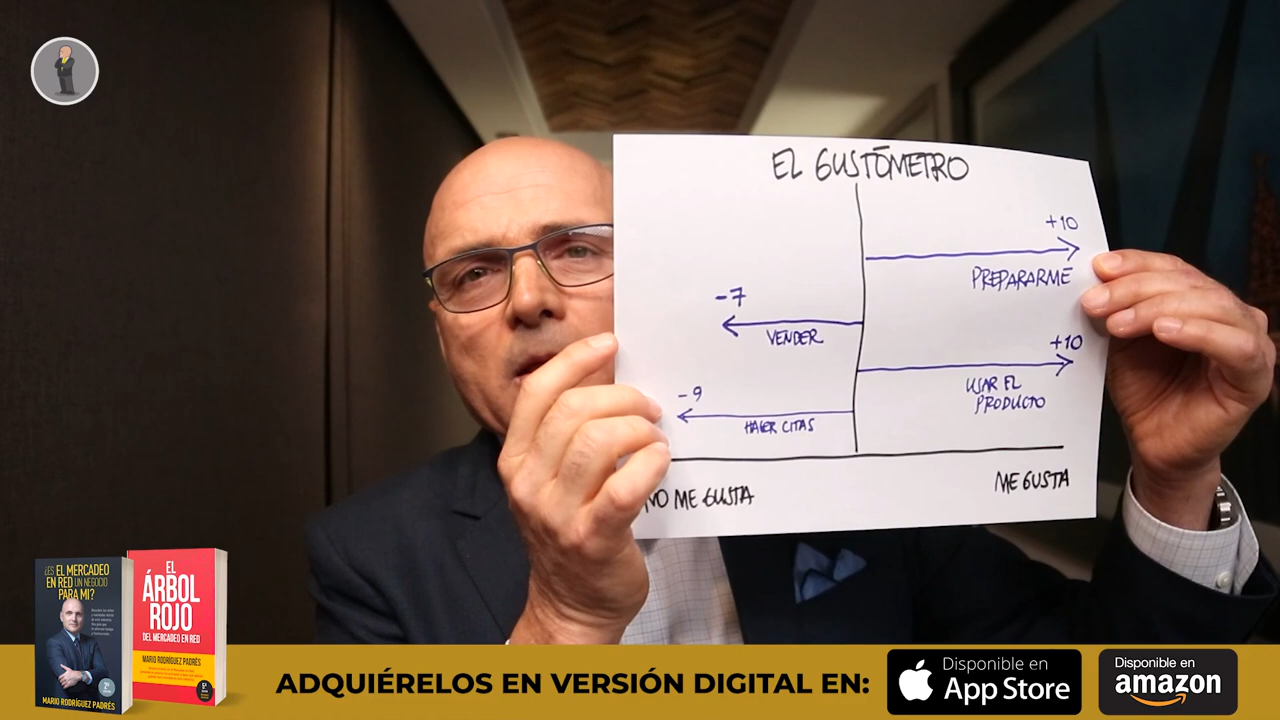 EL GUSTÓMETRO
+10
PREPARARME
-7
VENDER
+10
USAR EL
PRODUCTO
-9
HACER CITAS
NO ME GUSTA
ME GUSTA
¿ES EL MERCADEO
EN RED UN NEGOCIO
PARA MI?
MARIO RODRÍGUEZ PADRÉS
EL
ÁRBOL
ROJO
DEL MERCADEO EN RED
MARIO RODRÍGUEZ PADRÉS
ADQUIÉRELOS EN VERSIÓN DIGITAL EN:
Disponible en
App Store
Disponible en
amazon